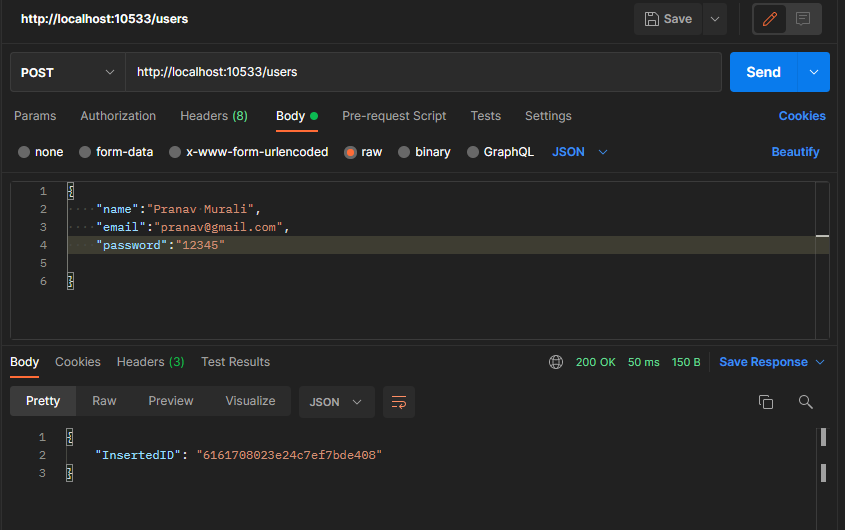 http://localhost:10533/users Save
POST http://localhost:10533/users Send
Params Authorization Headers (8) Body Pre-request Script Tests Settings Cookies
none form-data x-www-form-urlencoded raw binary GraphQL JSON Beautify
1 {
2 ····"name":"Pranav·Murali",
3 ····"email":"pranav@gmail.com",
4 ····"password":"12345"
5
6 }
Body Cookies Headers (3) Test Results 200 OK 50 ms 150 B Save Response
Pretty Raw Preview Visualize JSON
1 {
2 "InsertedID": "6161708023e24c7ef7bde408"
3 }